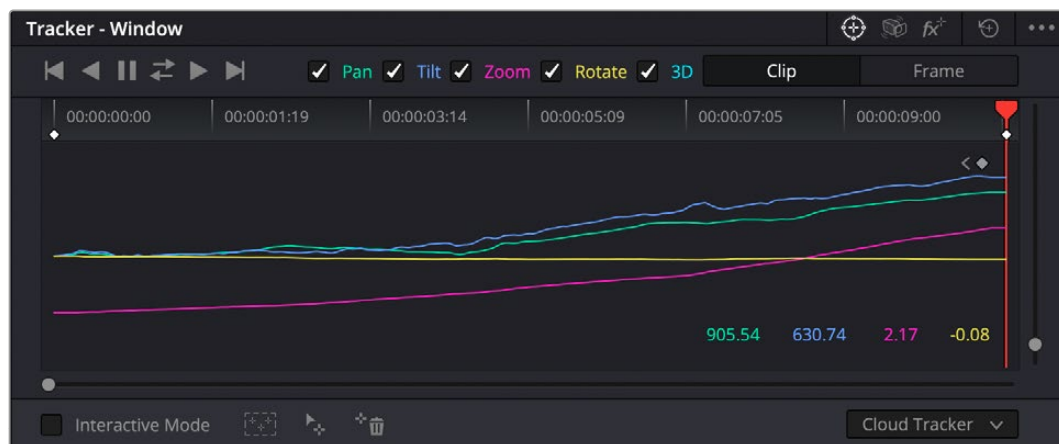 Tracker - Window
fx
Pan Tilt Zoom Rotate 3D Clip Frame
00:00:00:00 00:00:01:19 00:00:03:14 00:00:05:09 00:00:07:05 00:00:09:00
905.54 630.74 2.17 -0.08
Interactive Mode Cloud Tracker